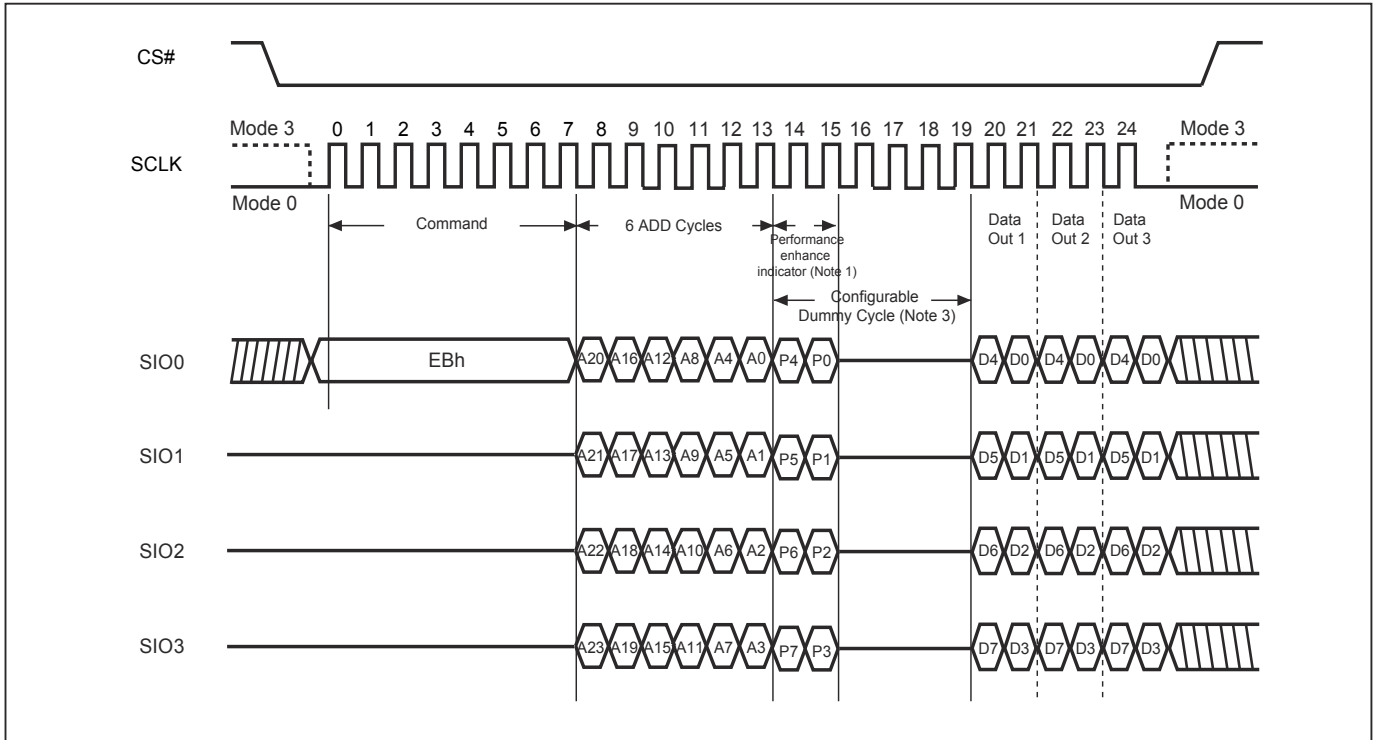 CS#
Mode 3 0 1 2 3 4 5 6 7 8 9 10 11 12 13 14 15 16 17 18 19 20 21 22 23 24 Mode 3
SCLK
Mode 0 Mode 0
Command 6 ADD Cycles
Performance
enhance
indicator (Note 1)
Data
Out 1
Data
Out 2
Data
Out 3
Configurable
Dummy Cycle (Note 3)
SIO0 EBh A20 A16 A12 A8 A4 A0 P4 P0 D4 D0 D4 D0 D4 D0
SIO1 A21 A17 A13 A9 A5 A1 P5 P1 D5 D1 D5 D1 D5 D1
SIO2 A22 A18 A14 A10 A6 A2 P6 P2 D6 D2 D6 D2 D6 D2
SIO3 A23 A19 A15 A11 A7 A3 P7 P3 D7 D3 D7 D3 D7 D3